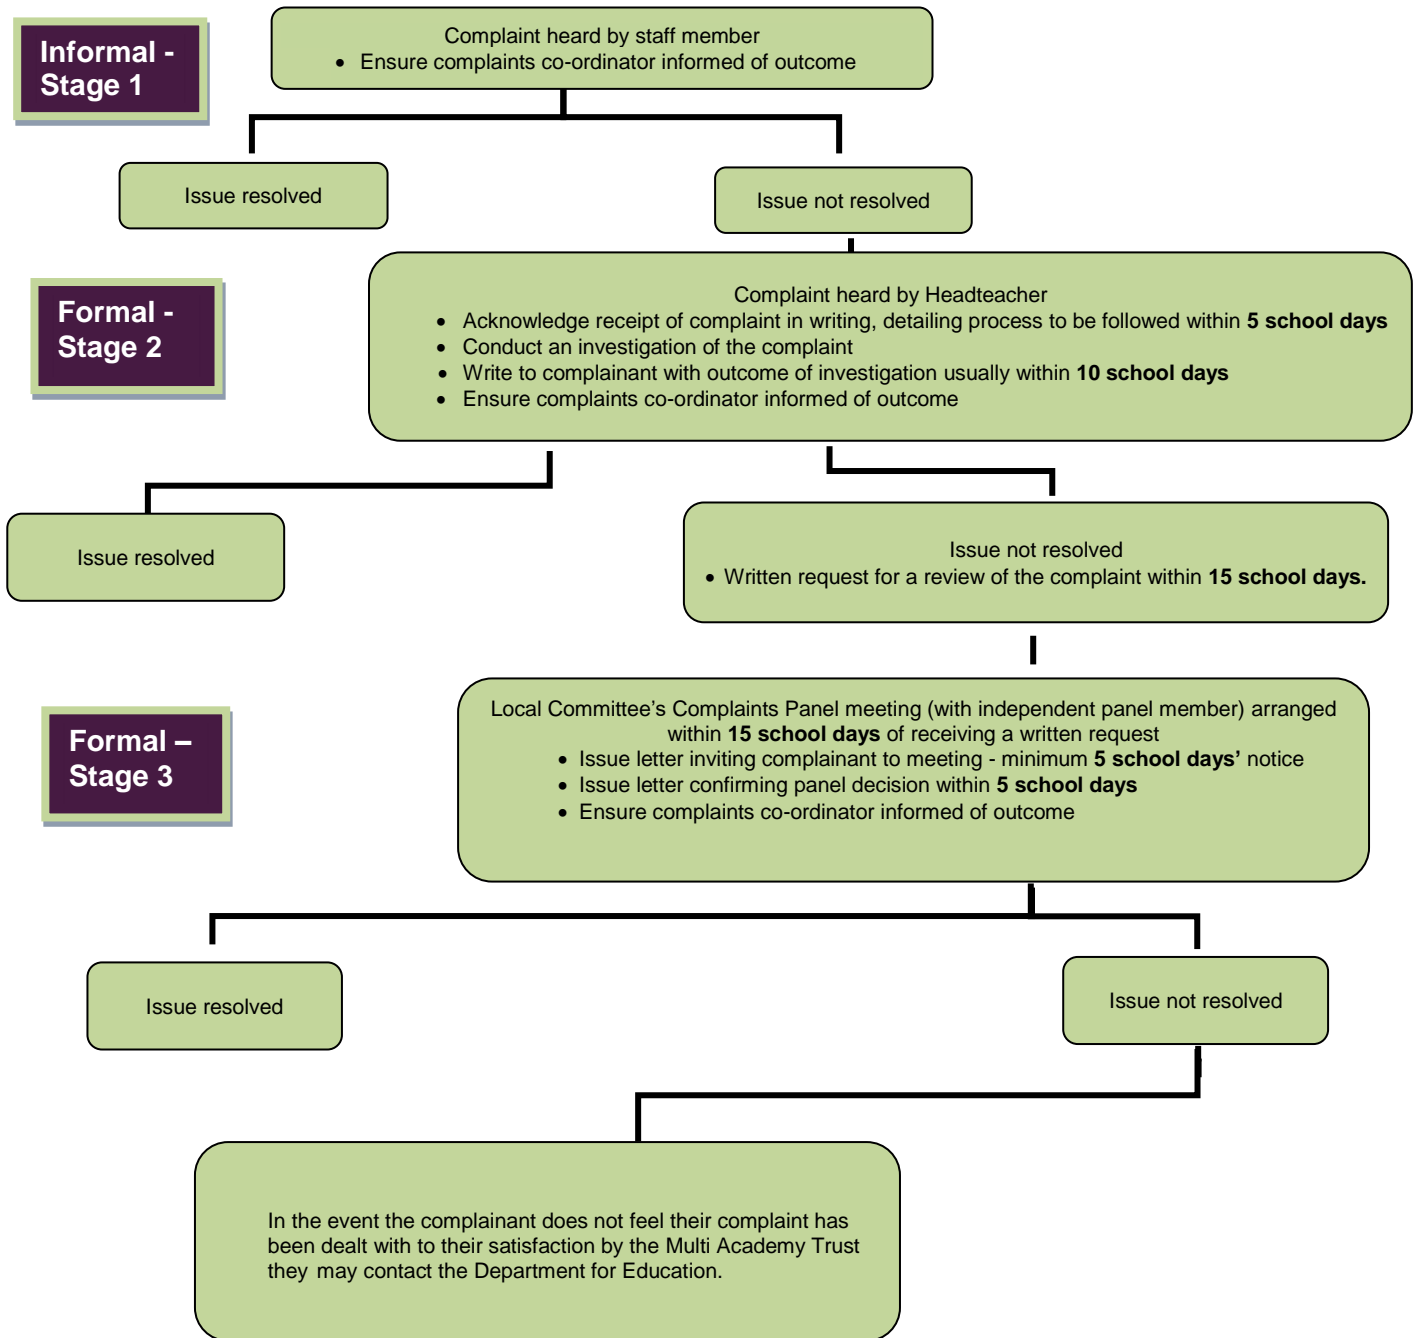 Informal -
Stage 1
Complaint heard by staff member
• Ensure complaints co-ordinator informed of outcome
Issue resolved
Issue not resolved
Formal -
Stage 2
Complaint heard by Headteacher
• Acknowledge receipt of complaint in writing, detailing process to be followed within 5 school days
• Conduct an investigation of the complaint
• Write to complainant with outcome of investigation usually within 10 school days
• Ensure complaints co-ordinator informed of outcome
Issue resolved
Issue not resolved
• Written request for a review of the complaint within 15 school days.
Formal –
Stage 3
Local Committee’s Complaints Panel meeting (with independent panel member) arranged
within 15 school days of receiving a written request
• Issue letter inviting complainant to meeting - minimum 5 school days’ notice
• Issue letter confirming panel decision within 5 school days
• Ensure complaints co-ordinator informed of outcome
Issue resolved
Issue not resolved
In the event the complainant does not feel their complaint has
been dealt with to their satisfaction by the Multi Academy Trust
they may contact the Department for Education.